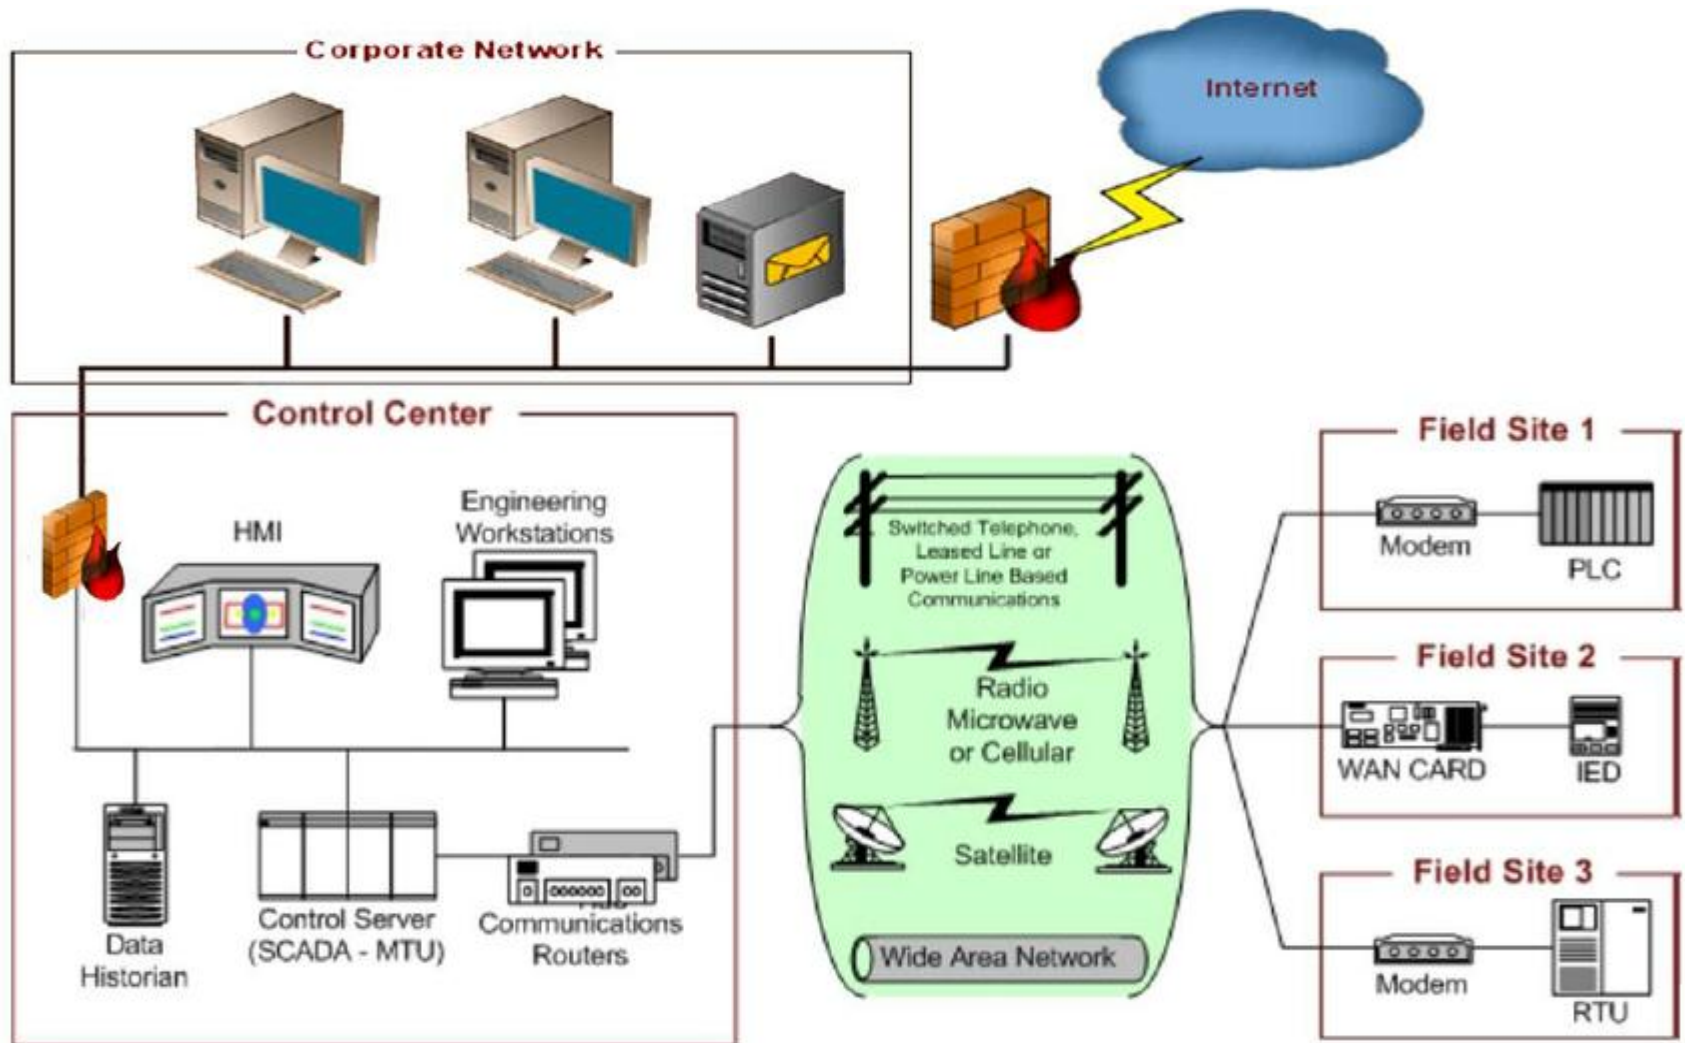 Corporate Network
Internet
Control Center
HMI
Engineering
Workstations
Data
Historian
Control Server
(SCADA - MTU)
Communications
Routers
Switched Telephone,
Leased Line or
Power Line Based
Communications
Radio
Microwave
or Cellular
Satellite
Wide Area Network
Field Site 1
Modem
PLC
Field Site 2
WAN CARD
IED
Field Site 3
Modem
RTU